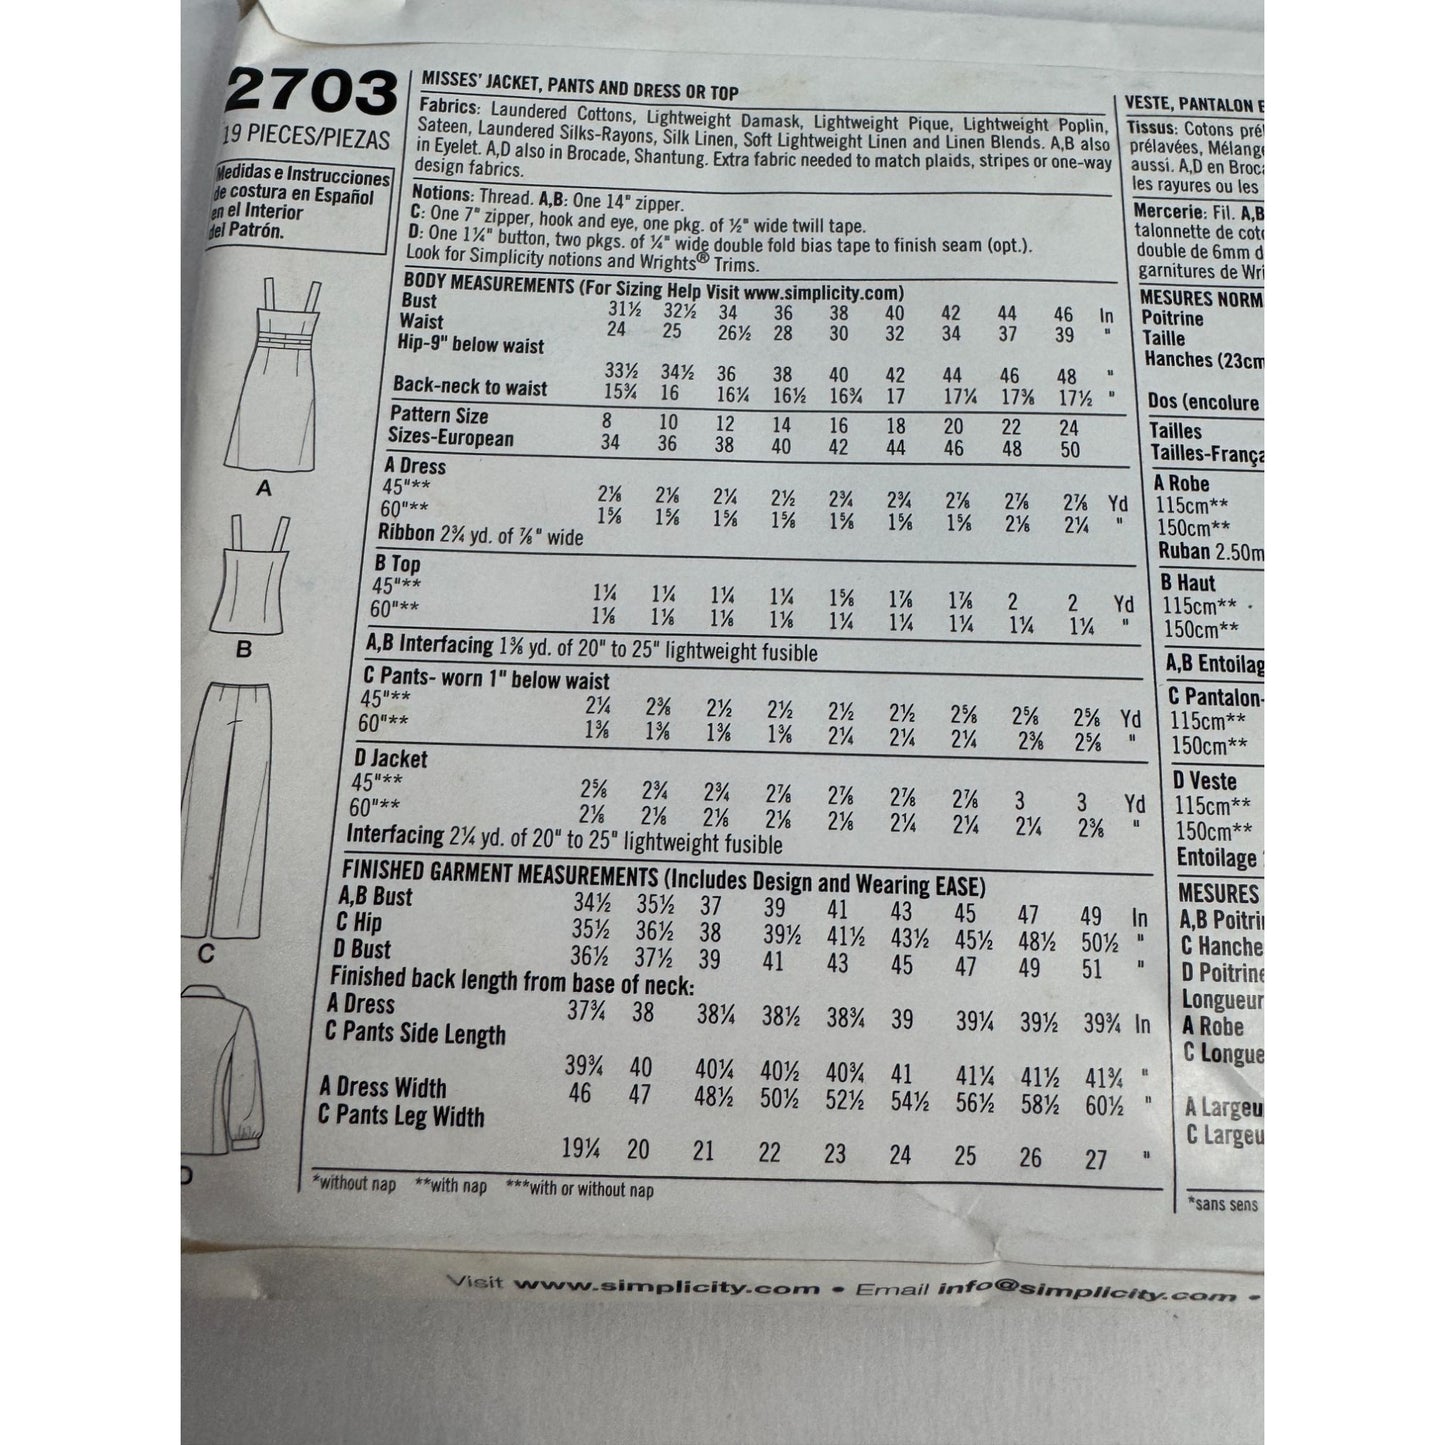 2703
19 PIECES/PIEZAS
Medidas e Instrucciones
de costura en Español
en el Interior
del Patrón.
A
B
C
D
MISSES' JACKET, PANTS AND DRESS OR TOP
Fabrics: Laundered Cottons, Lightweight Damask, Lightweight Pique, Lightweight Poplin,
Sateen, Laundered Silks-Rayons, Silk Linen, Soft Lightweight Linen and Linen Blends. A,B also
in Eyelet. A,D also in Brocade, Shantung. Extra fabric needed to match plaids, stripes or one-way
design fabrics.
Notions: Thread. A,B: One 14" zipper.
C: One 7" zipper, hook and eye, one pkg. of ½" wide twill tape.
D: One 1¼" button, two pkgs. of ¼" wide double fold bias tape to finish seam (opt.).
Look for Simplicity notions and Wrights® Trims.
BODY MEASUREMENTS (For Sizing Help Visit www.simplicity.com)
Bust 31½ 32½ 34 36 38 40 42 44 46 In
Waist 24 25 26½ 28 30 32 34 37 39 "
Hip-9" below waist
33½ 34½ 36 38 40 42 44 46 48 "
Back-neck to waist 15¾ 16 16¼ 16½ 16¾ 17 17¼ 17⅜ 17½ "
Pattern Size 8 10 12 14 16 18 20 22 24
Sizes-European 34 36 38 40 42 44 46 48 50
A Dress
45"** 2⅛ 2⅛ 2¼ 2½ 2¾ 2¾ 2⅞ 2⅞ 2⅞ Yd
60"** 1⅝ 1⅝ 1⅝ 1⅝ 1⅝ 1⅝ 1⅝ 2⅛ 2¼ "
Ribbon 2¾ yd. of ⅞" wide
B Top
45"** 1¼ 1¼ 1¼ 1¼ 1⅝ 1⅞ 1⅞ 2 2 Yd
60"** 1⅛ 1⅛ 1⅛ 1⅛ 1¼ 1¼ 1¼ 1¼ 1¼ "
A,B Interfacing 1⅜ yd. of 20" to 25" lightweight fusible
C Pants- worn 1" below waist
45"** 2¼ 2⅜ 2½ 2½ 2½ 2½ 2⅝ 2⅝ 2⅝ Yd
60"** 1⅜ 1⅜ 1⅜ 1⅜ 2¼ 2¼ 2¼ 2⅜ 2⅝ "
D Jacket
45"** 2⅝ 2¾ 2¾ 2⅞ 2⅞ 2⅞ 2⅞ 3 3 Yd
60"** 2⅛ 2⅛ 2⅛ 2⅛ 2⅛ 2¼ 2¼ 2¼ 2⅜ "
Interfacing 2¼ yd. of 20" to 25" lightweight fusible
FINISHED GARMENT MEASUREMENTS (Includes Design and Wearing EASE)
A,B Bust 34½ 35½ 37 39 41 43 45 47 49 In
C Hip 35½ 36½ 38 39½ 41½ 43½ 45½ 48½ 50½ "
D Bust 36½ 37½ 39 41 43 45 47 49 51 "
Finished back length from base of neck:
A Dress 37¾ 38 38¼ 38½ 38¾ 39 39¼ 39½ 39¾ In
C Pants Side Length
39¾ 40 40¼ 40½ 40¾ 41 41¼ 41½ 41¾ "
A Dress Width 46 47 48½ 50½ 52½ 54½ 56½ 58½ 60½ "
C Pants Leg Width
19¼ 20 21 22 23 24 25 26 27 "
*without nap **with nap ***with or without nap
VESTE, PANTALON E
Tissus: Cotons pré
prélavées, Mélange
aussi. A,D en Broc
les rayures ou les
Mercerie: Fil. A,B
talonnette de cot
double de 6mm d
garnitures de Wri
MESURES NORM
Poitrine
Taille
Hanches (23cm
Dos (encolure
Tailles
Tailles-França
A Robe
115cm**
150cm**
Ruban 2.50m
B Haut
115cm**
150cm**
A,B Entoilag
C Pantalon-
115cm**
150cm**
D Veste
115cm**
150cm**
Entoilage
MESURES
A,B Poitri
C Hanche
D Poitrine
Longueur
A Robe
C Longue
A Largeu
C Largeu
*sans sens
Visit www.simplicity.com • Email info@simplicity.com •